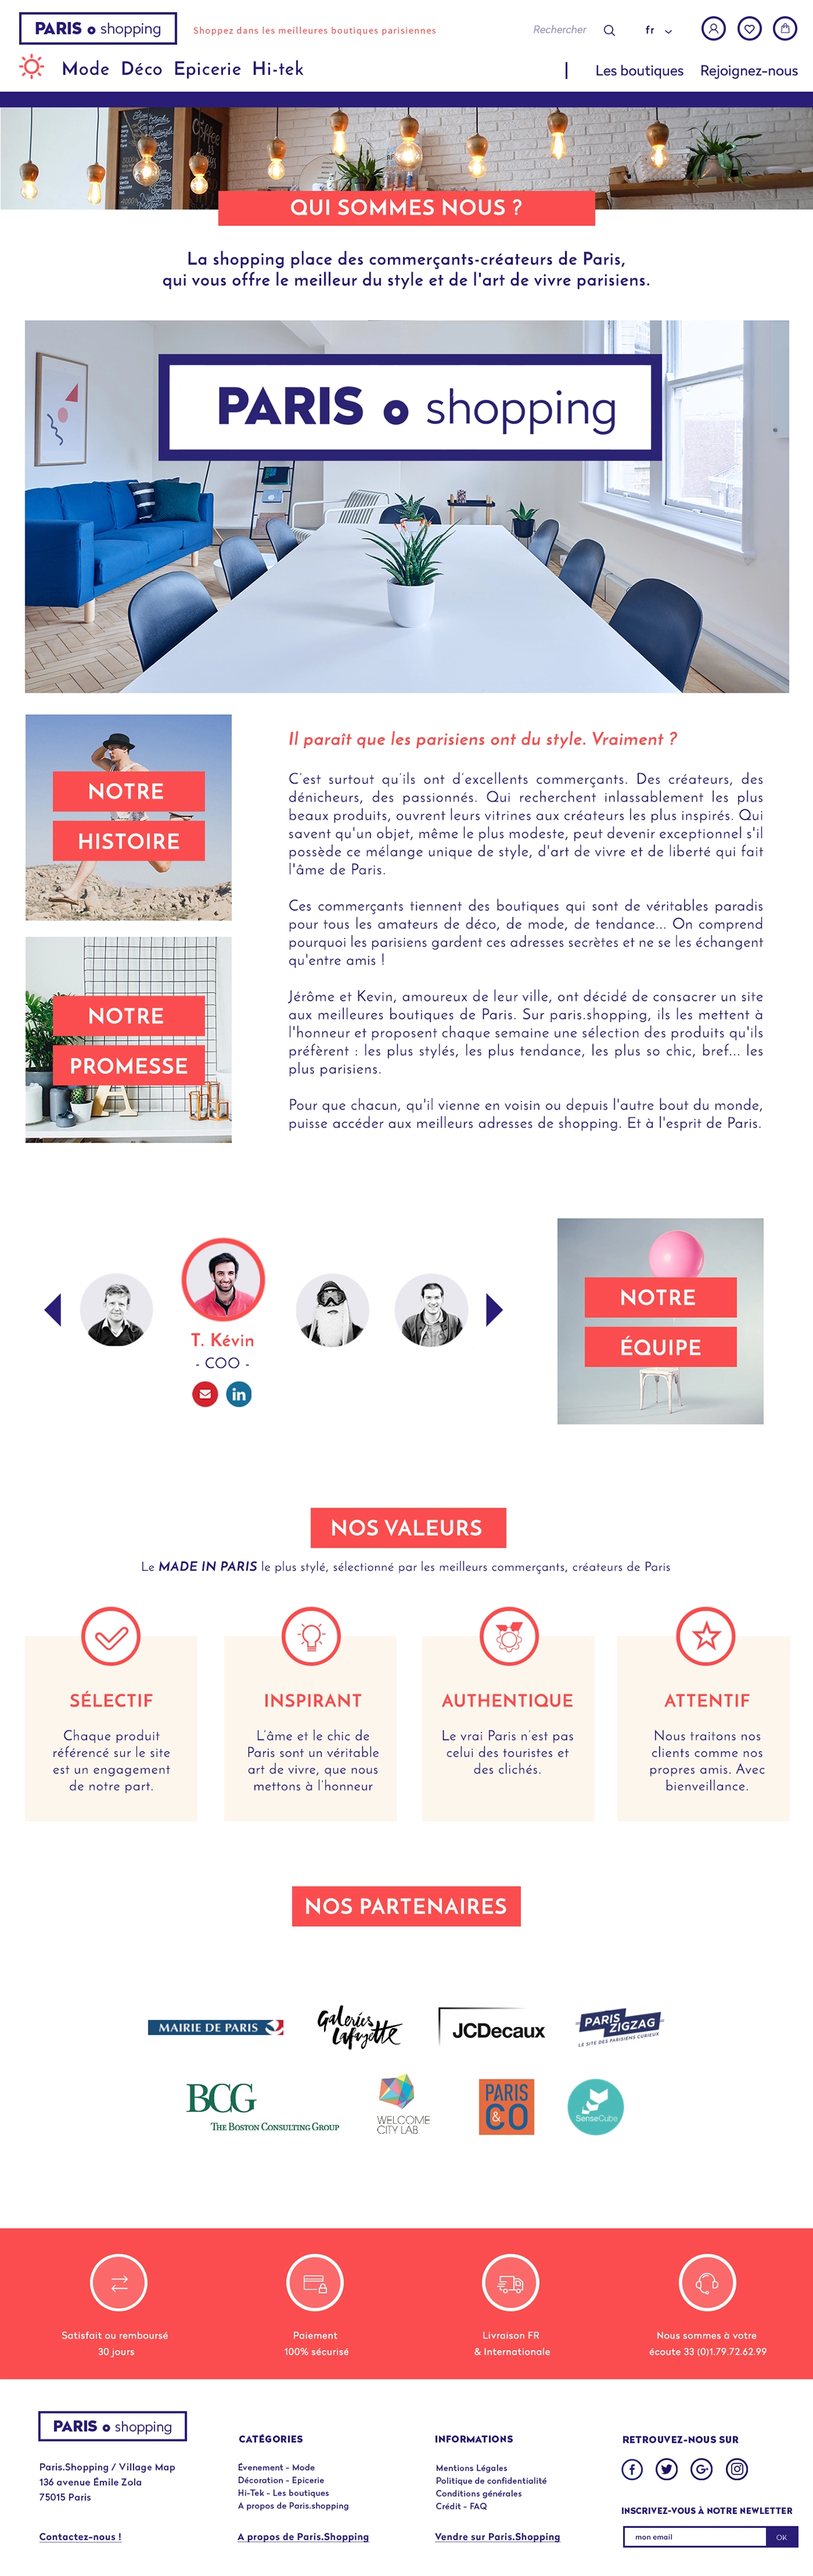 PARIS shopping
Shoppez dans les meilleures boutiques parisiennes
Rechercher
fr
Mode Déco Epicerie Hi-tek
Les boutiques Rejoignez-nous
QUI SOMMES NOUS ?
La shopping place des commerçants-créateurs de Paris,
qui vous offre le meilleur du style et de l'art de vivre parisiens.
PARIS shopping
NOTRE
HISTOIRE
NOTRE
PROMESSE
Il paraît que les parisiens ont du style. Vraiment ?
C'est surtout qu'ils ont d'excellents commerçants. Des créateurs, des
dénicheurs, des passionnés. Qui recherchent inlassablement les plus
beaux produits, ouvrent leurs vitrines aux créateurs les plus inspirés. Qui
savent qu'un objet, même le plus modeste, peut devenir exceptionnel s'il
possède ce mélange unique de style, d'art de vivre et de liberté qui fait
l'âme de Paris.
Ces commerçants tiennent des boutiques qui sont de véritables paradis
pour tous les amateurs de déco, de mode, de tendance... On comprend
pourquoi les parisiens gardent ces adresses secrètes et ne se les échangent
qu'entre amis !
Jérôme et Kevin, amoureux de leur ville, ont décidé de consacrer un site
aux meilleures boutiques de Paris. Sur paris.shopping, ils les mettent à
l'honneur et proposent chaque semaine une sélection des produits qu'ils
préfèrent : les plus stylés, les plus tendance, les plus so chic, bref... les
plus parisiens.
Pour que chacun, qu'il vienne en voisin ou depuis l'autre bout du monde,
puisse accéder aux meilleurs adresses de shopping. Et à l'esprit de Paris.
T. Kévin
- COO -
in
NOTRE
ÉQUIPE
NOS VALEURS
Le MADE IN PARIS le plus stylé, sélectionné par les meilleurs commerçants, créateurs de Paris
SÉLECTIF
Chaque produit
référencé sur le site
est un engagement
de notre part.
INSPIRANT
L'âme et le chic de
Paris sont un véritable
art de vivre, que nous
mettons à l'honneur
AUTHENTIQUE
Le vrai Paris n'est pas
celui des touristes et
des clichés.
ATTENTIF
Nous traitons nos
clients comme nos
propres amis. Avec
bienveillance.
NOS PARTENAIRES
MAIRIE DE PARIS
Galeries
Lafayette
JCDecaux
PARIS
ZIGZAG
LE SITE DES PARISIENS CURIEUX
BCG
THE BOSTON CONSULTING GROUP
WELCOME
CITY LAB
PARIS
&CO
SenseCube
Satisfait ou remboursé
30 jours
Paiement
100% sécurisé
Livraison FR
& Internationale
Nous sommes à votre
écoute 33 (0)1.79.72.62.99
PARIS shopping
Paris.Shopping / Village Map
136 avenue Émile Zola
75015 Paris
Contactez-nous !
CATÉGORIES
Évenement - Mode
Décoration - Epicerie
Hi-Tek - Les boutiques
A propos de Paris.shopping
A propos de Paris.Shopping
INFORMATIONS
Mentions Légales
Politique de confidentialité
Conditions générales
Crédit - FAQ
Vendre sur Paris.Shopping
RETROUVEZ-NOUS SUR
INSCRIVEZ-VOUS À NOTRE NEWLETTER
mon email
OK